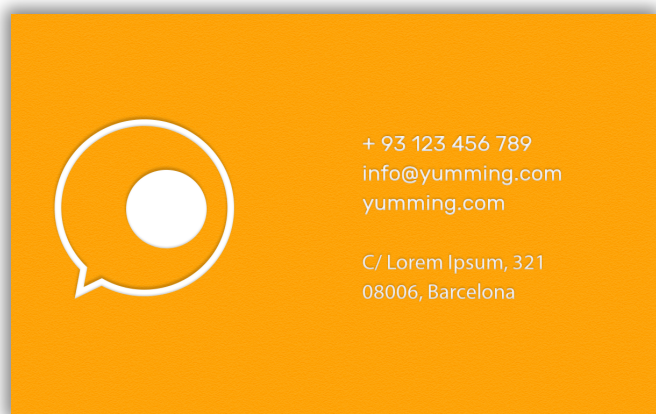 + 93 123 456 789
info@yumming.com
yumming.com
C/ Lorem Ipsum, 321
08006, Barcelona